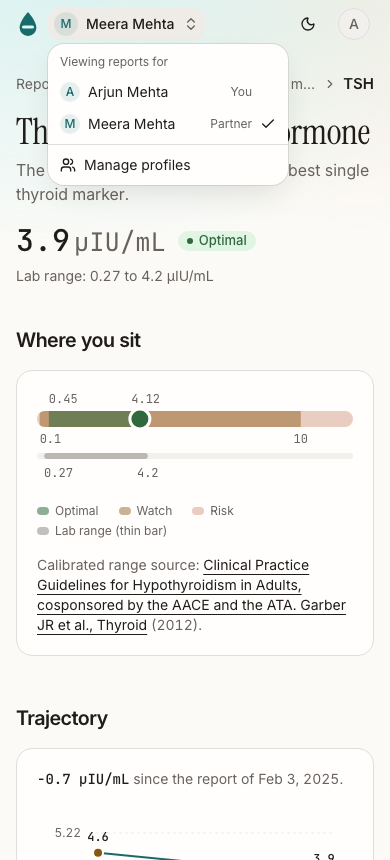 M Meera Mehta A
Viewing reports for
A Arjun Mehta You
M Meera Mehta Partner
Manage profiles
Repo m... > TSH
Th ormone
The best single
thyroid marker.
3.9 µIU/mL Optimal
Lab range: 0.27 to 4.2 µIU/mL
Where you sit
0.45 4.12
0.1 10
0.27 4.2
Optimal Watch Risk
Lab range (thin bar)
Calibrated range source: Clinical Practice
Guidelines for Hypothyroidism in Adults,
cosponsored by the AACE and the ATA. Garber
JR et al., Thyroid (2012).
Trajectory
-0.7 µIU/mL since the report of Feb 3, 2025.
5.22 4.6
3.9